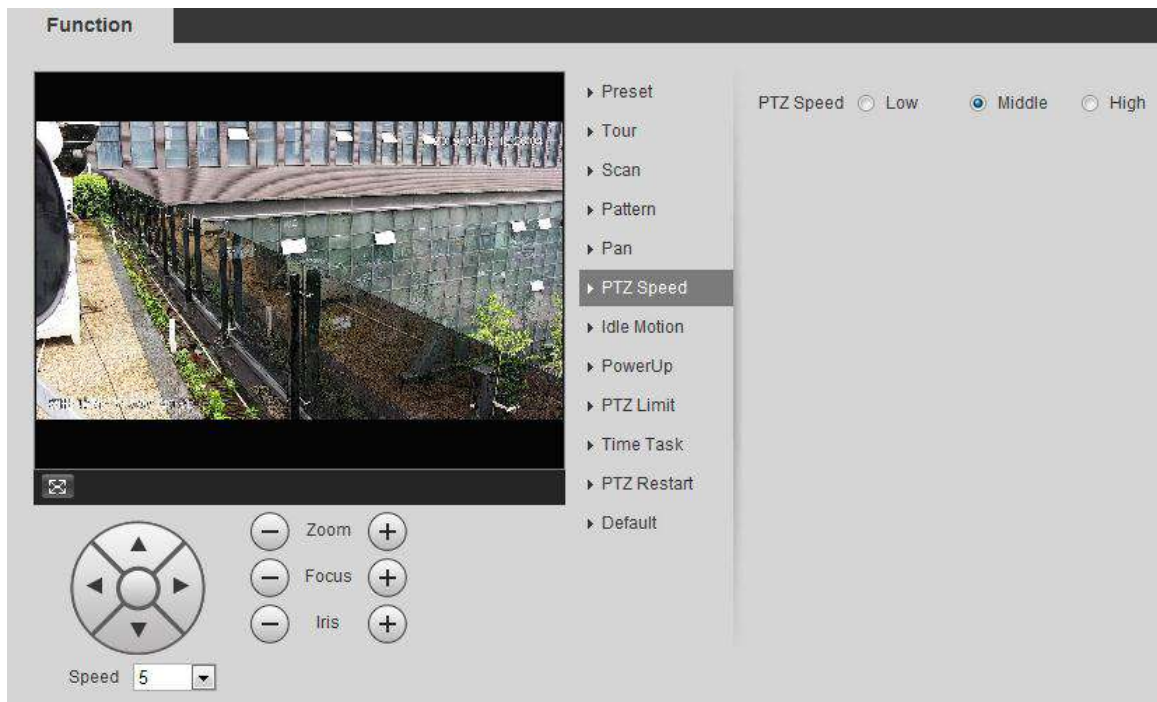 Function
Preset
Tour
Scan
Pattern
Pan
PTZ Speed
Idle Motion
PowerUp
PTZ Limit
Time Task
PTZ Restart
Default
PTZ Speed Low Middle High
Zoom
Focus
Iris
Speed 5